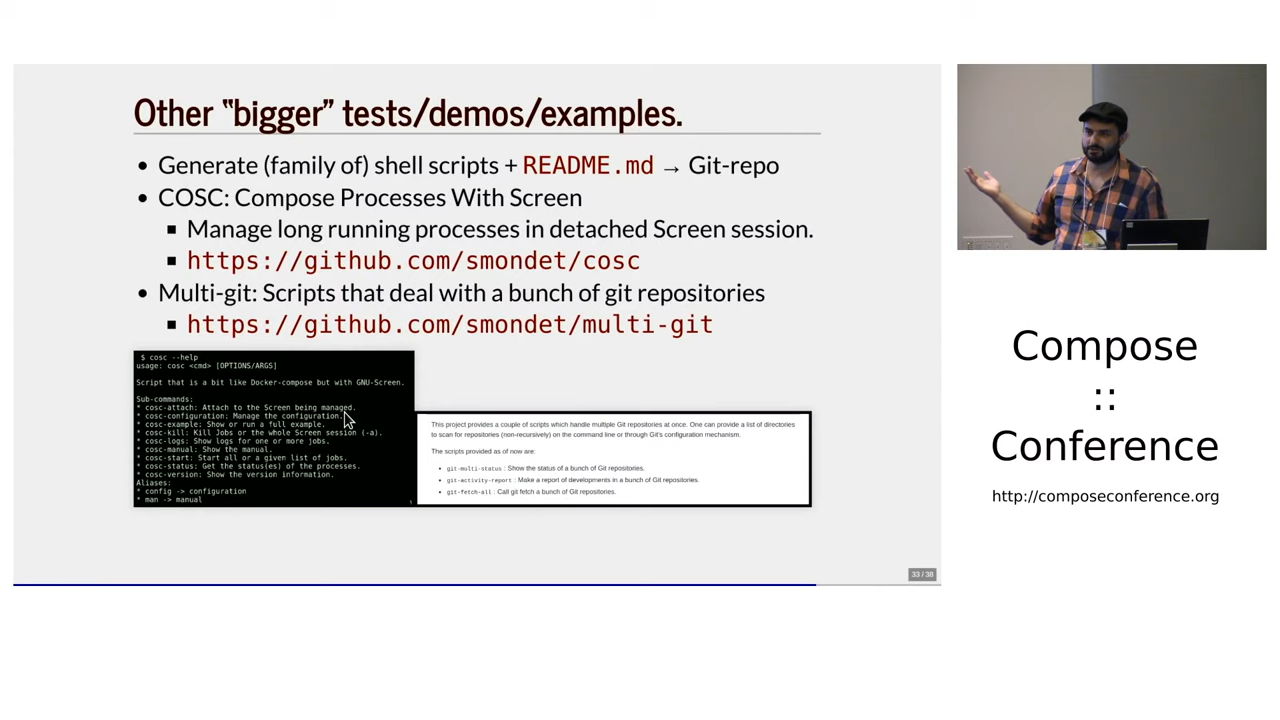 Other “bigger” tests/demos/examples.
• Generate (family of) shell scripts + README.md → Git-repo
• COSC: Compose Processes With Screen
▪ Manage long running processes in detached Screen session.
▪ https://github.com/smondet/cosc
• Multi-git: Scripts that deal with a bunch of git repositories
▪ https://github.com/smondet/multi-git
$ cosc --help
usage: cosc <cmd> [OPTIONS/ARGS]
Script that is a bit like Docker-compose but with GNU-Screen.
Sub-commands:
* cosc-attach: Attach to the Screen being managed.
* cosc-configuration: Manage the configuration.
* cosc-example: Show or run a full example.
* cosc-kill: Kill Jobs or the whole Screen session (-a).
* cosc-logs: Show logs for one or more jobs.
* cosc-manual: Show the manual.
* cosc-start: Start all or a given list of jobs.
* cosc-status: Get the status(es) of the processes.
* cosc-version: Show the version information.
Aliases:
* config -> configuration
* man -> manual
This project provides a couple of scripts which handle multiple Git repositories at once. One can provide a list of directories
to scan for repositories (non-recursively) on the command line or through Git's configuration mechanism.
The scripts provided as of now are:
• git-multi-status : Show the status of a bunch of Git repositories.
• git-activity-report : Make a report of developments in a bunch of Git repositories.
• git-fetch-all : Call git fetch a bunch of Git repositories.
33 / 38
Compose
::
Conference
http://composeconference.org